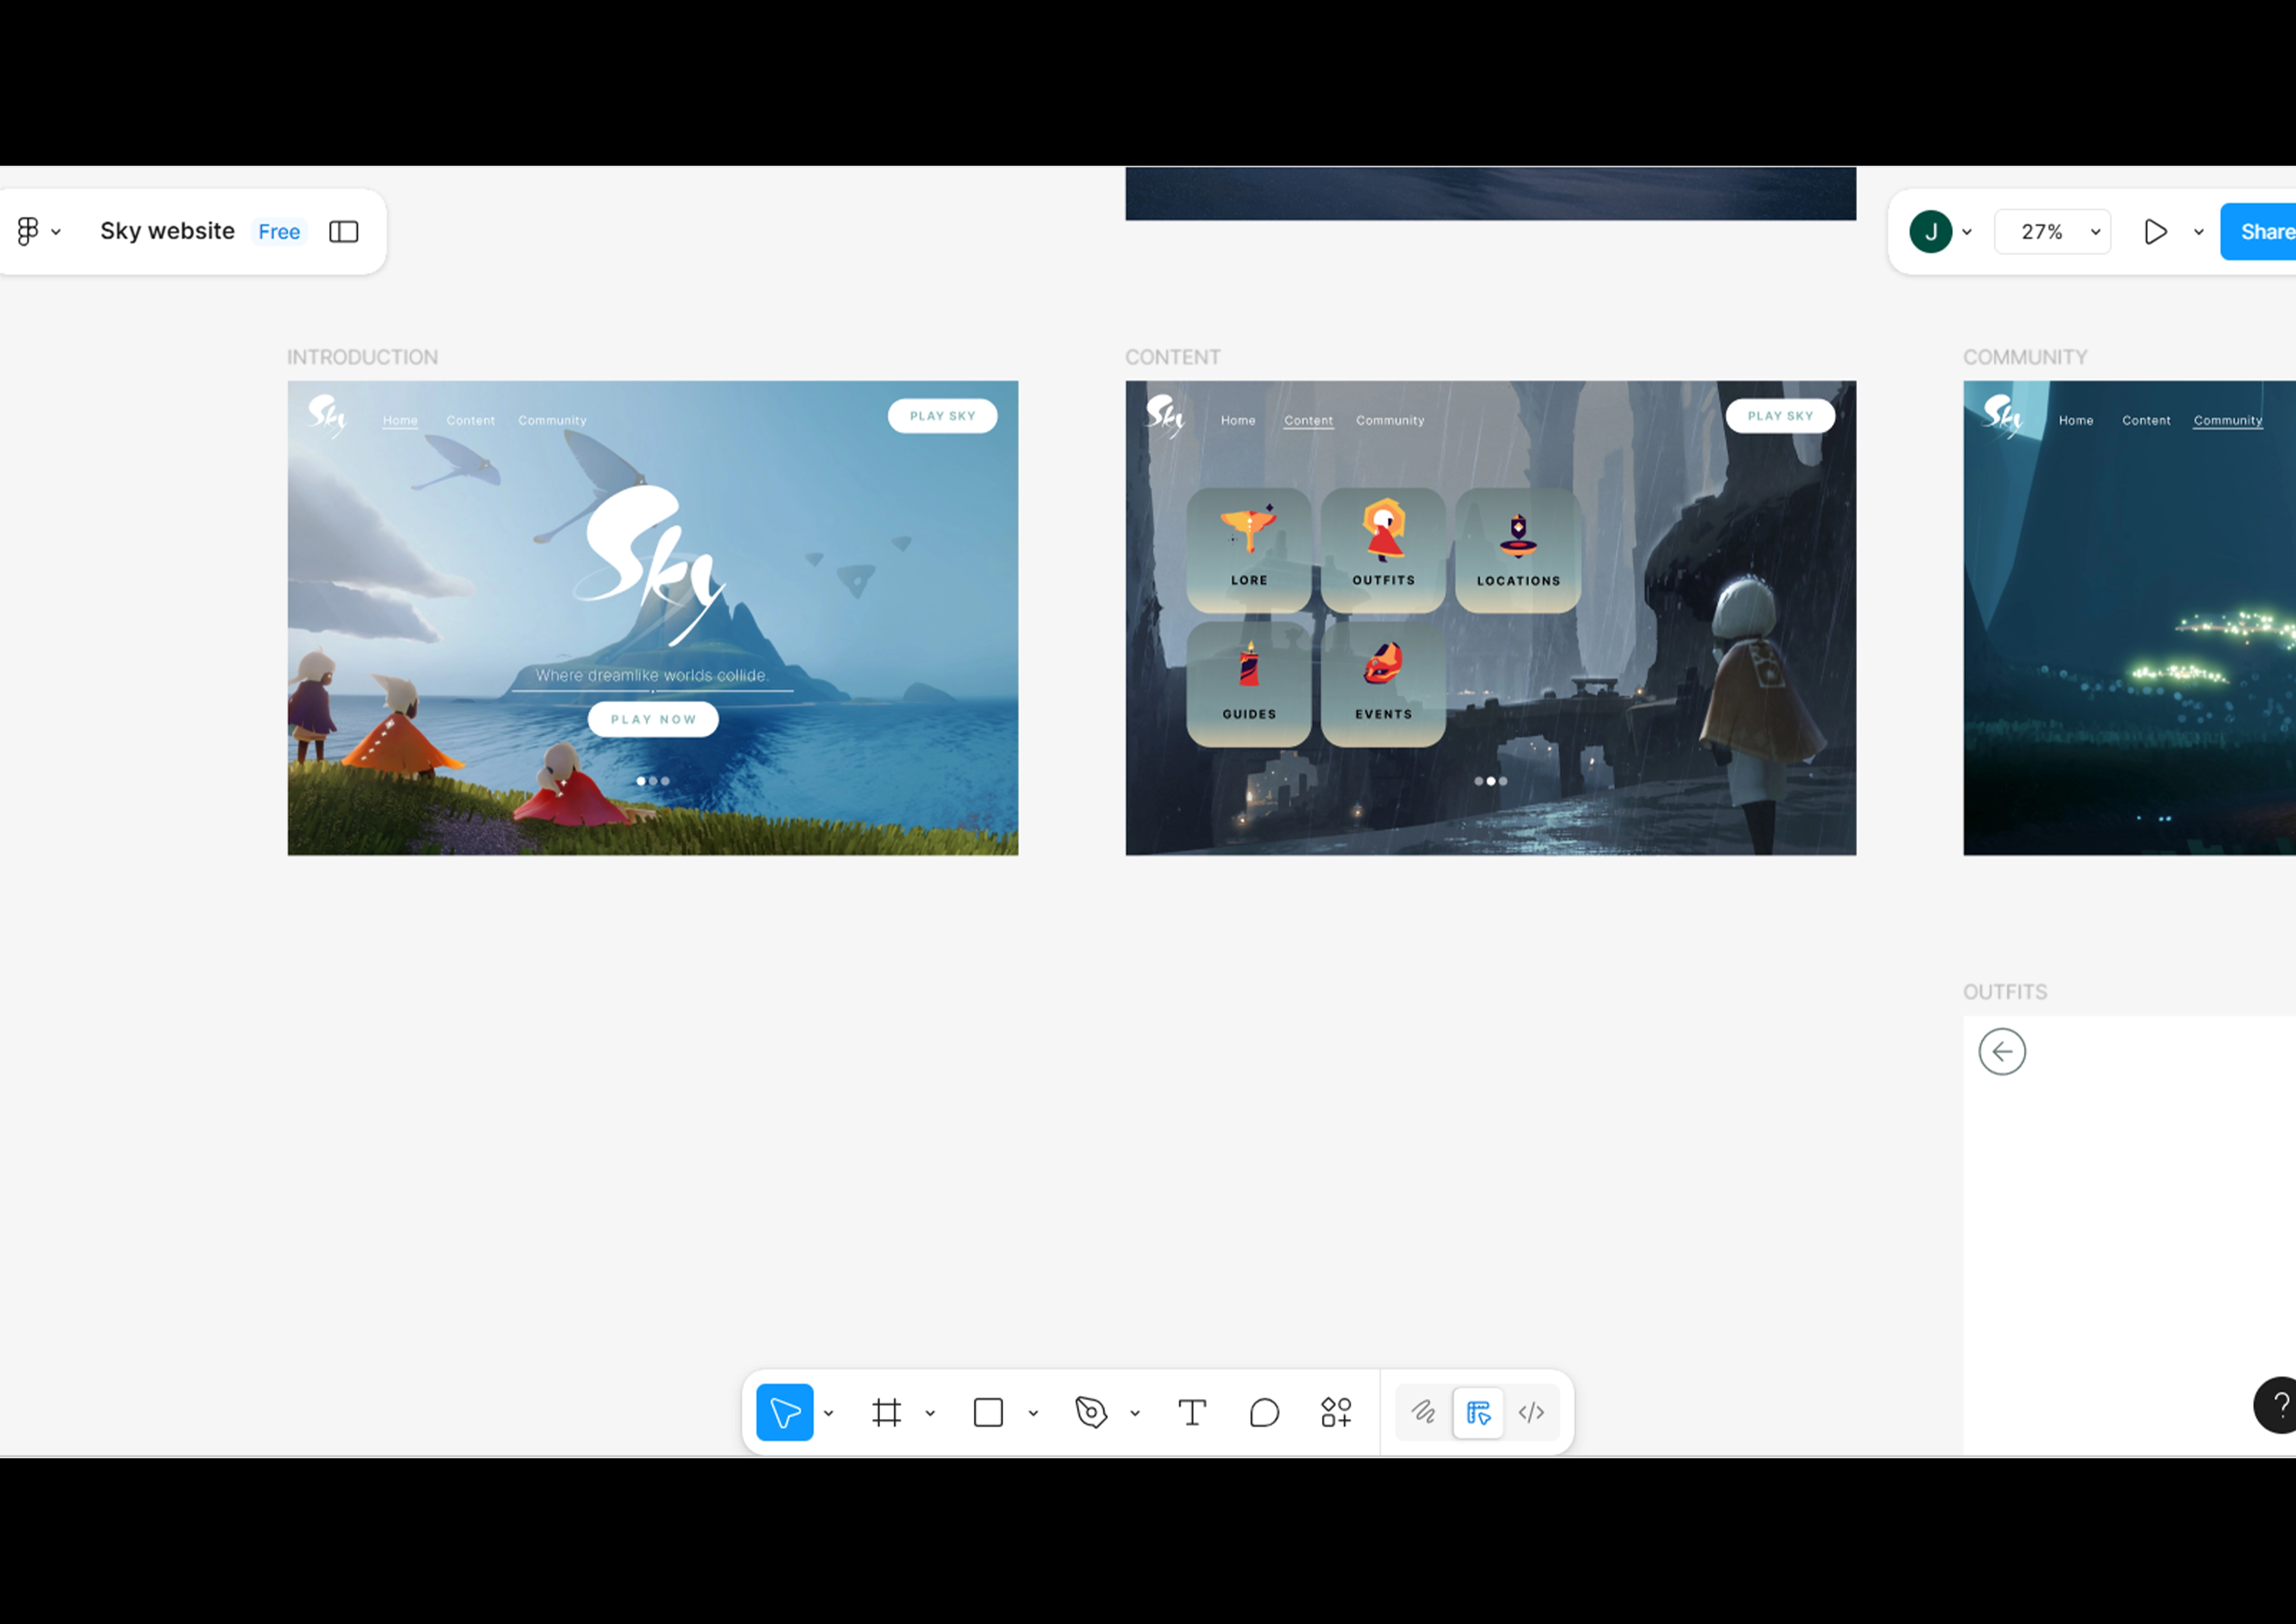 Sky website Free
J 27% Share
INTRODUCTION
CONTENT
COMMUNITY
Sky Home Content Community PLAY SKY
Sky
Where dreamlike worlds collide.
PLAY NOW
Sky Home Content Community PLAY SKY
LORE OUTFITS LOCATIONS
GUIDES EVENTS
Sky Home Content Community
OUTFITS
T </> ?